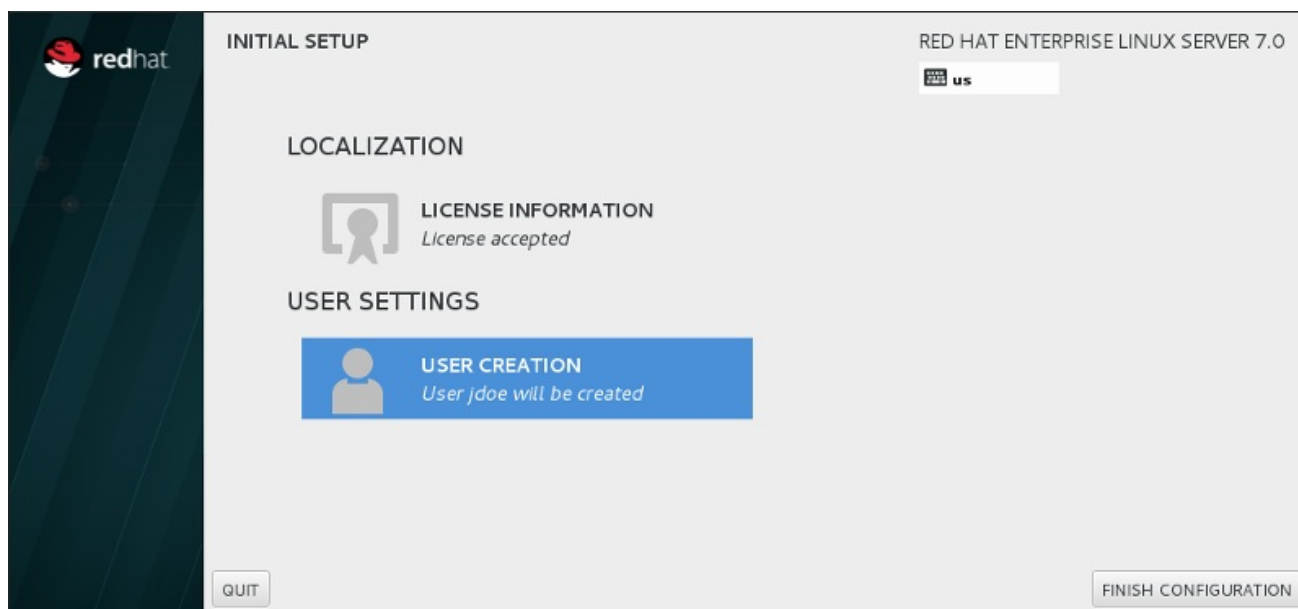 redhat.
INITIAL SETUP
RED HAT ENTERPRISE LINUX SERVER 7.0
us
LOCALIZATION
LICENSE INFORMATION
License accepted
USER SETTINGS
USER CREATION
User jdoe will be created
QUIT
FINISH CONFIGURATION